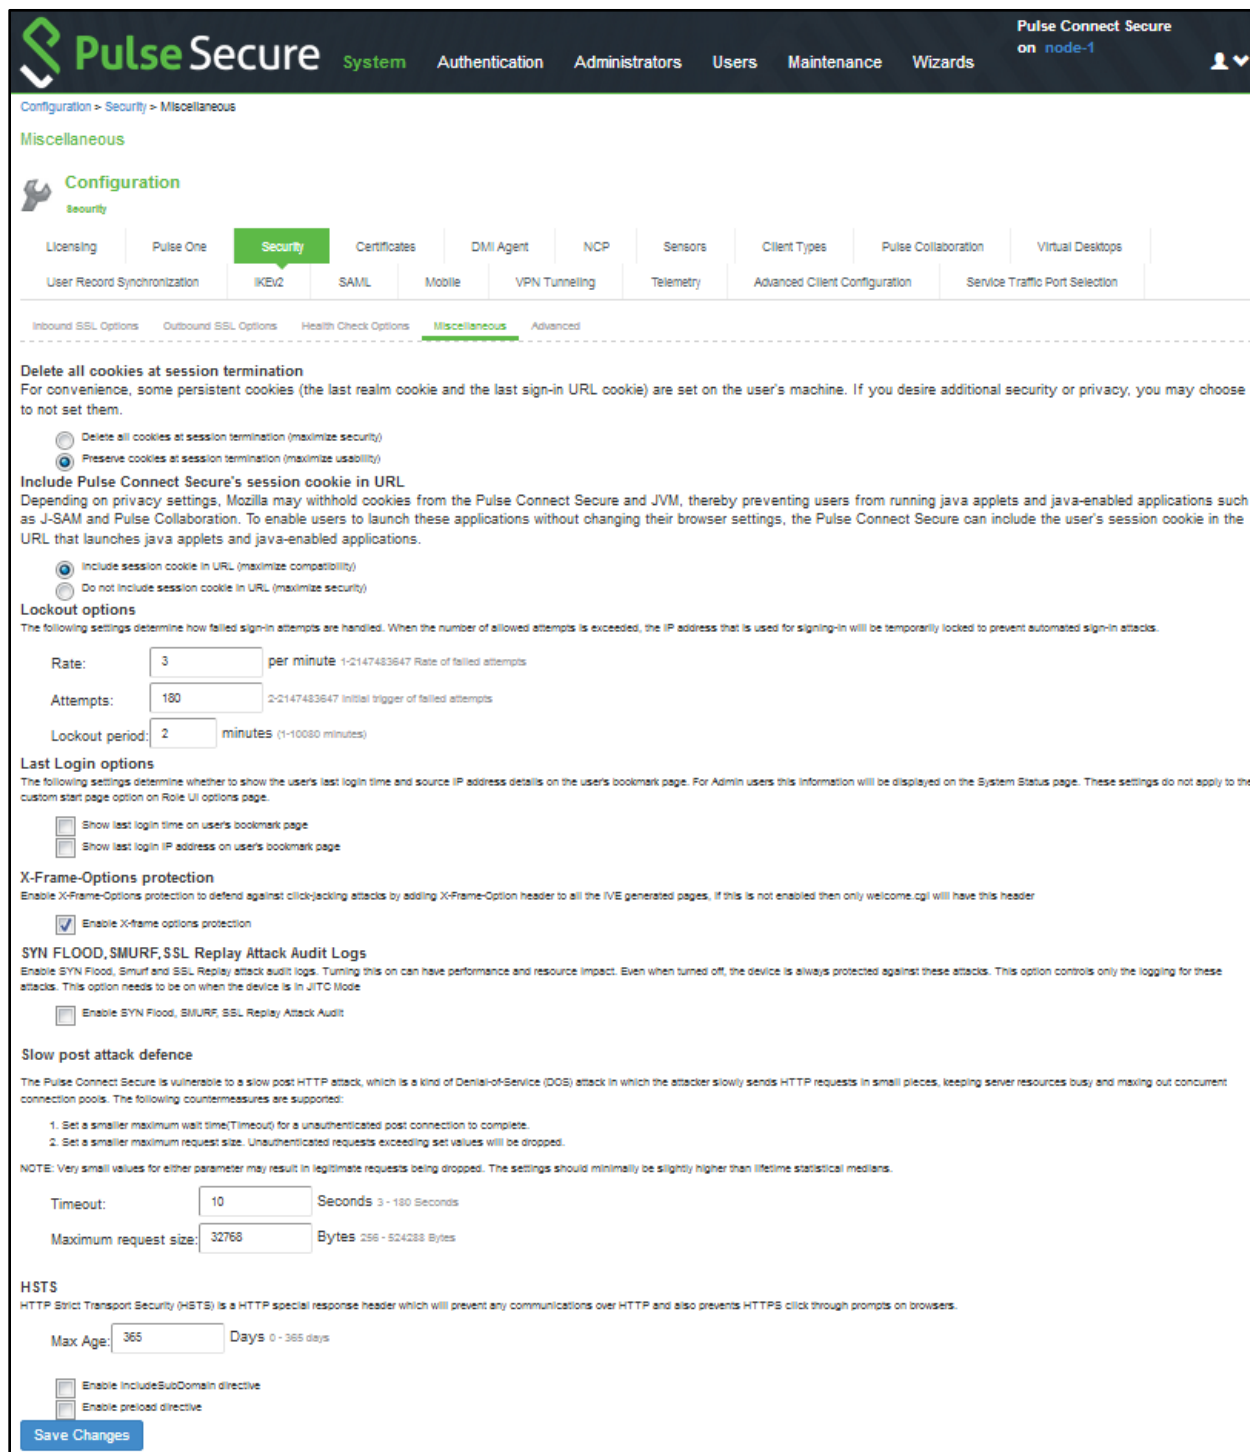 Pulse Secure
System Authentication Administrators Users Maintenance Wizards
Pulse Connect Secure
on node-1
Configuration > Security > Miscellaneous
Miscellaneous
Configuration
Security
Licensing Pulse One Security Certificates DMI Agent NCP Sensors Client Types Pulse Collaboration Virtual Desktops
User Record Synchronization IKEv2 SAML Mobile VPN Tunneling Telemetry Advanced Client Configuration Service Traffic Port Selection
Inbound SSL Options Outbound SSL Options Health Check Options Miscellaneous Advanced
Delete all cookies at session termination
For convenience, some persistent cookies (the last realm cookie and the last sign-in URL cookie) are set on the user's machine. If you desire additional security or privacy, you may choose
to not set them.
Delete all cookies at session termination (maximize security)
Preserve cookies at session termination (maximize usability)
Include Pulse Connect Secure's session cookie in URL
Depending on privacy settings, Mozilla may withhold cookies from the Pulse Connect Secure and JVM, thereby preventing users from running java applets and java-enabled applications such
as J-SAM and Pulse Collaboration. To enable users to launch these applications without changing their browser settings, the Pulse Connect Secure can include the user's session cookie in the
URL that launches java applets and java-enabled applications.
Include session cookie in URL (maximize compatibility)
Do not include session cookie in URL (maximize security)
Lockout options
The following settings determine how failed sign-in attempts are handled. When the number of allowed attempts is exceeded, the IP address that is used for signing-in will be temporarily locked to prevent automated sign-in attacks.
Rate: 3 per minute 1-2147483647 Rate of failed attempts
Attempts: 180 2-2147483647 Initial trigger of failed attempts
Lockout period: 2 minutes (1-10080 minutes)
Last Login options
The following settings determine whether to show the user's last login time and source IP address details on the user's bookmark page. For Admin users this information will be displayed on the System Status page. These settings do not apply to the
custom start page option on Role UI options page.
Show last login time on user's bookmark page
Show last login IP address on user's bookmark page
X-Frame-Options protection
Enable X-Frame-Options protection to defend against click-jacking attacks by adding X-Frame-Option header to all the IVE generated pages, if this is not enabled then only welcome.cgi will have this header
Enable X-frame options protection
SYN FLOOD,SMURF,SSL Replay Attack Audit Logs
Enable SYN Flood, Smurf and SSL Replay attack audit logs. Turning this on can have performance and resource impact. Even when turned off, the device is always protected against these attacks. This option controls only the logging for these
attacks. This option needs to be on when the device is in JITC Mode
Enable SYN Flood, SMURF, SSL Replay Attack Audit
Slow post attack defence
The Pulse Connect Secure is vulnerable to a slow post HTTP attack, which is a kind of Denial-of-Service (DOS) attack in which the attacker slowly sends HTTP requests in small pieces, keeping server resources busy and maxing out concurrent
connection pools. The following countermeasures are supported:
1. Set a smaller maximum wait time(Timeout) for a unauthenticated post connection to complete.
2. Set a smaller maximum request size. Unauthenticated requests exceeding set values will be dropped.
NOTE: Very small values for either parameter may result in legitimate requests being dropped. The settings should minimally be slightly higher than lifetime statistical medians.
Timeout: 10 Seconds 3 - 180 Seconds
Maximum request size: 32768 Bytes 256 - 524288 Bytes
HSTS
HTTP Strict Transport Security (HSTS) is a HTTP special response header which will prevent any communications over HTTP and also prevents HTTPS click through prompts on browsers.
Max Age: 365 Days 0 - 365 days
Enable includeSubDomain directive
Enable preload directive
Save Changes